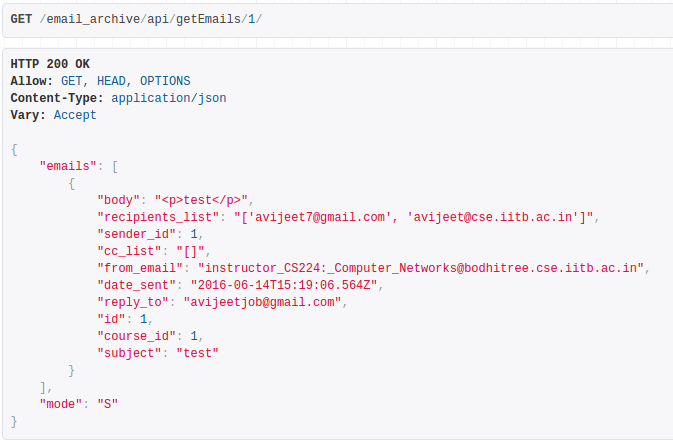 GET /email_archive/api/getEmails/1/
HTTP 200 OK
Allow: GET, HEAD, OPTIONS
Content-Type: application/json
Vary: Accept
{
"emails": [
{
"body": "<p>test</p>",
"recipients_list": "['avijeet7@gmail.com', 'avijeet@cse.iitb.ac.in']",
"sender_id": 1,
"cc_list": "[]",
"from_email": "instructor_CS224:_Computer_Networks@bodhitree.cse.iitb.ac.in",
"date_sent": "2016-06-14T15:19:06.564Z",
"reply_to": "avijeetjob@gmail.com",
"id": 1,
"course_id": 1,
"subject": "test"
}
],
"mode": "S"
}